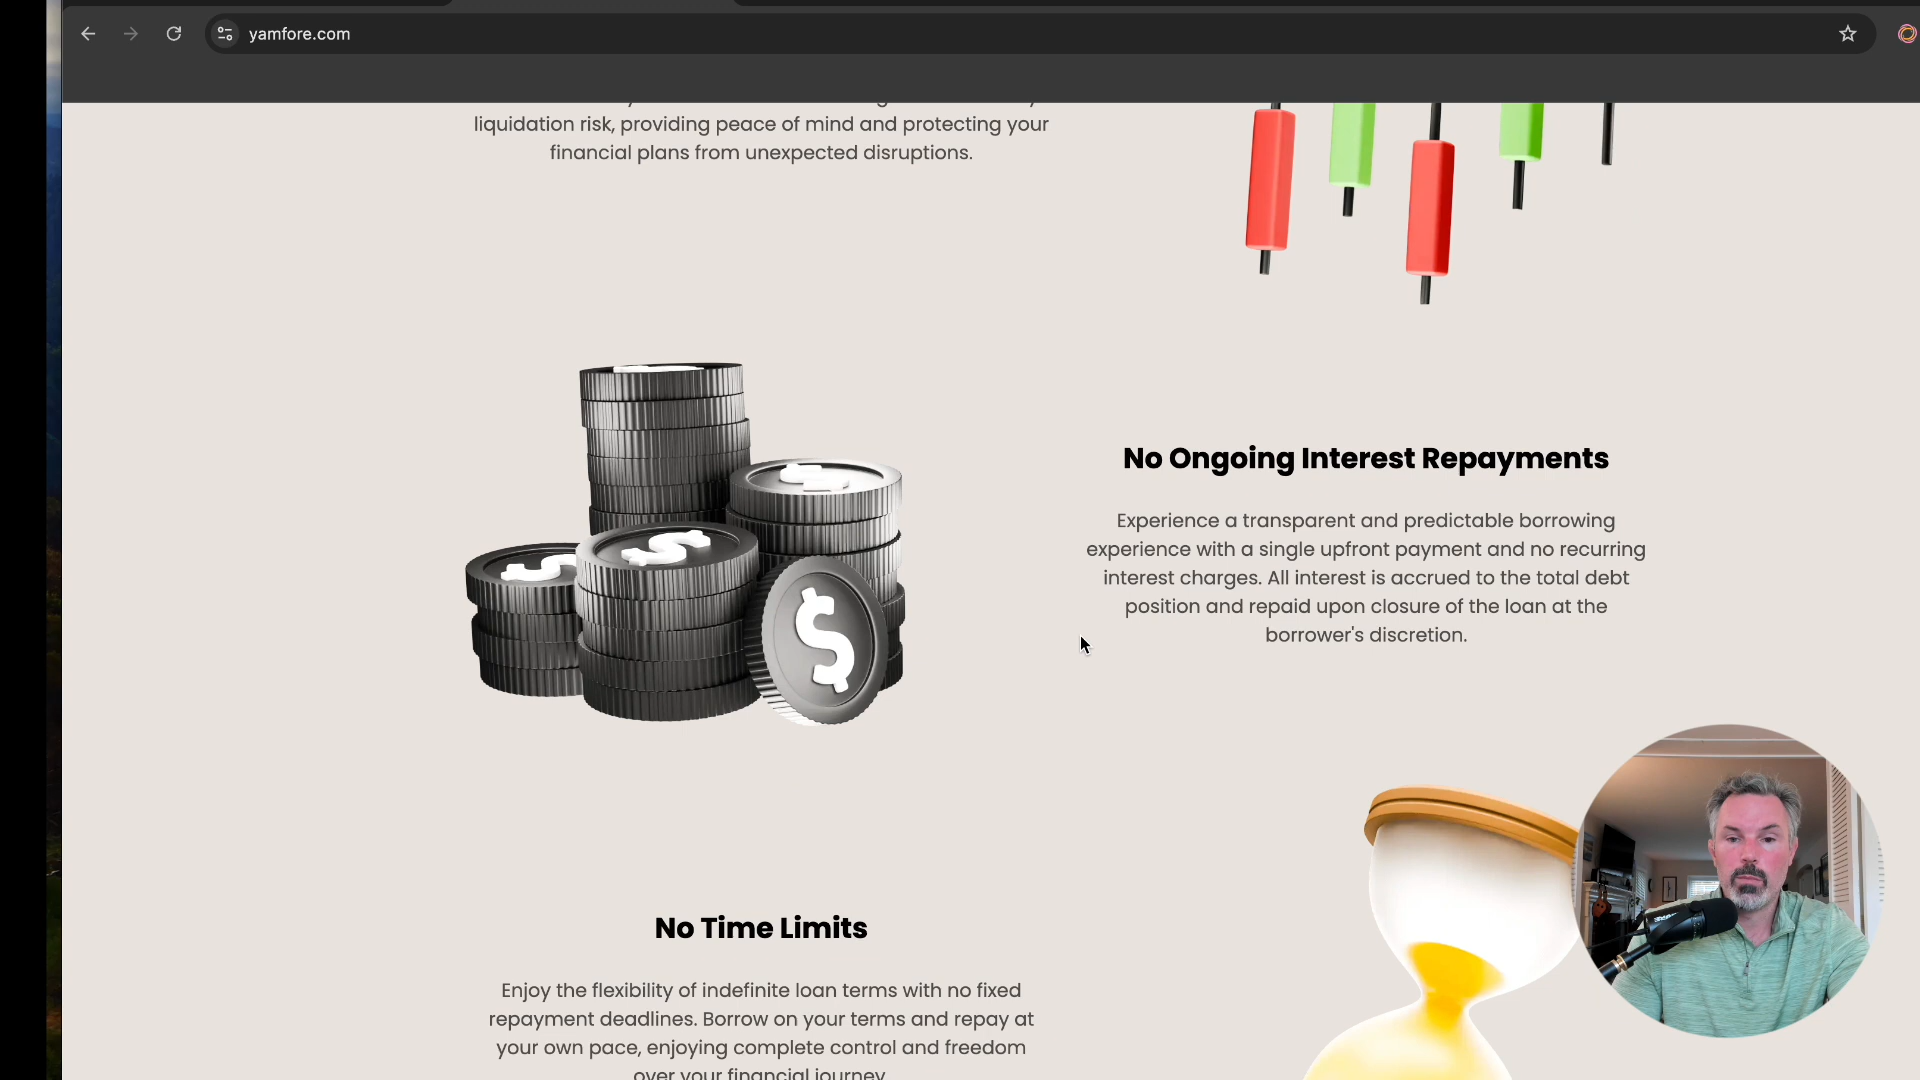 yamfore.com
liquidation risk, providing peace of mind and protecting your
financial plans from unexpected disruptions.
No Ongoing Interest Repayments
Experience a transparent and predictable borrowing
experience with a single upfront payment and no recurring
interest charges. All interest is accrued to the total debt
position and repaid upon closure of the loan at the
borrower's discretion.
No Time Limits
Enjoy the flexibility of indefinite loan terms with no fixed
repayment deadlines. Borrow on your terms and repay at
your own pace, enjoying complete control and freedom
over your financial journey